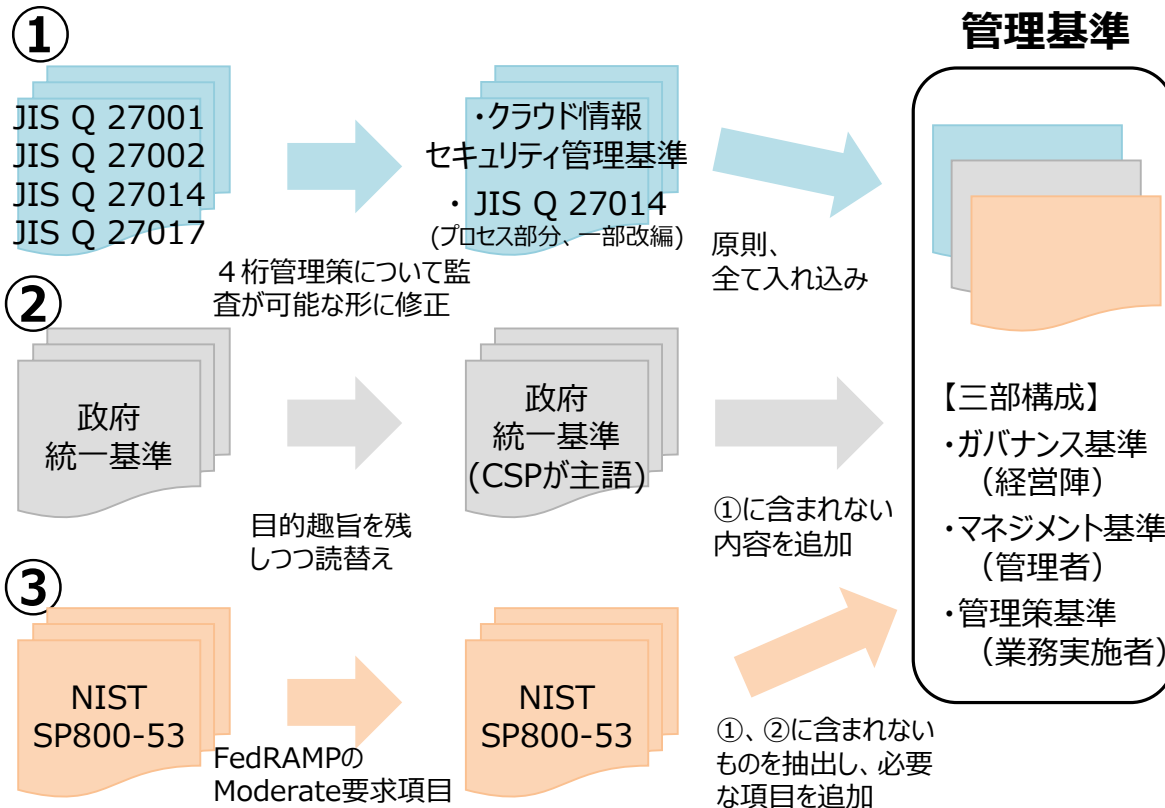 ①
JIS Q 27001
JIS Q 27002
JIS Q 27014
JIS Q 27017
４桁管理策について監
査が可能な形に修正
・クラウド情報
セキュリティ管理基準
・ JIS Q 27014
(プロセス部分、一部改編)
原則、
全て入れ込み
②
政府
統一基準
目的趣旨を残
しつつ読替え
政府
統一基準
(CSPが主語)
①に含まれない
内容を追加
③
NIST
SP800-53
FedRAMPの
Moderate要求項目
NIST
SP800-53
①、②に含まれない
ものを抽出し、必要
な項目を追加
管理基準
【三部構成】
・ガバナンス基準
（経営陣）
・マネジメント基準
（管理者）
・管理策基準
（業務実施者）